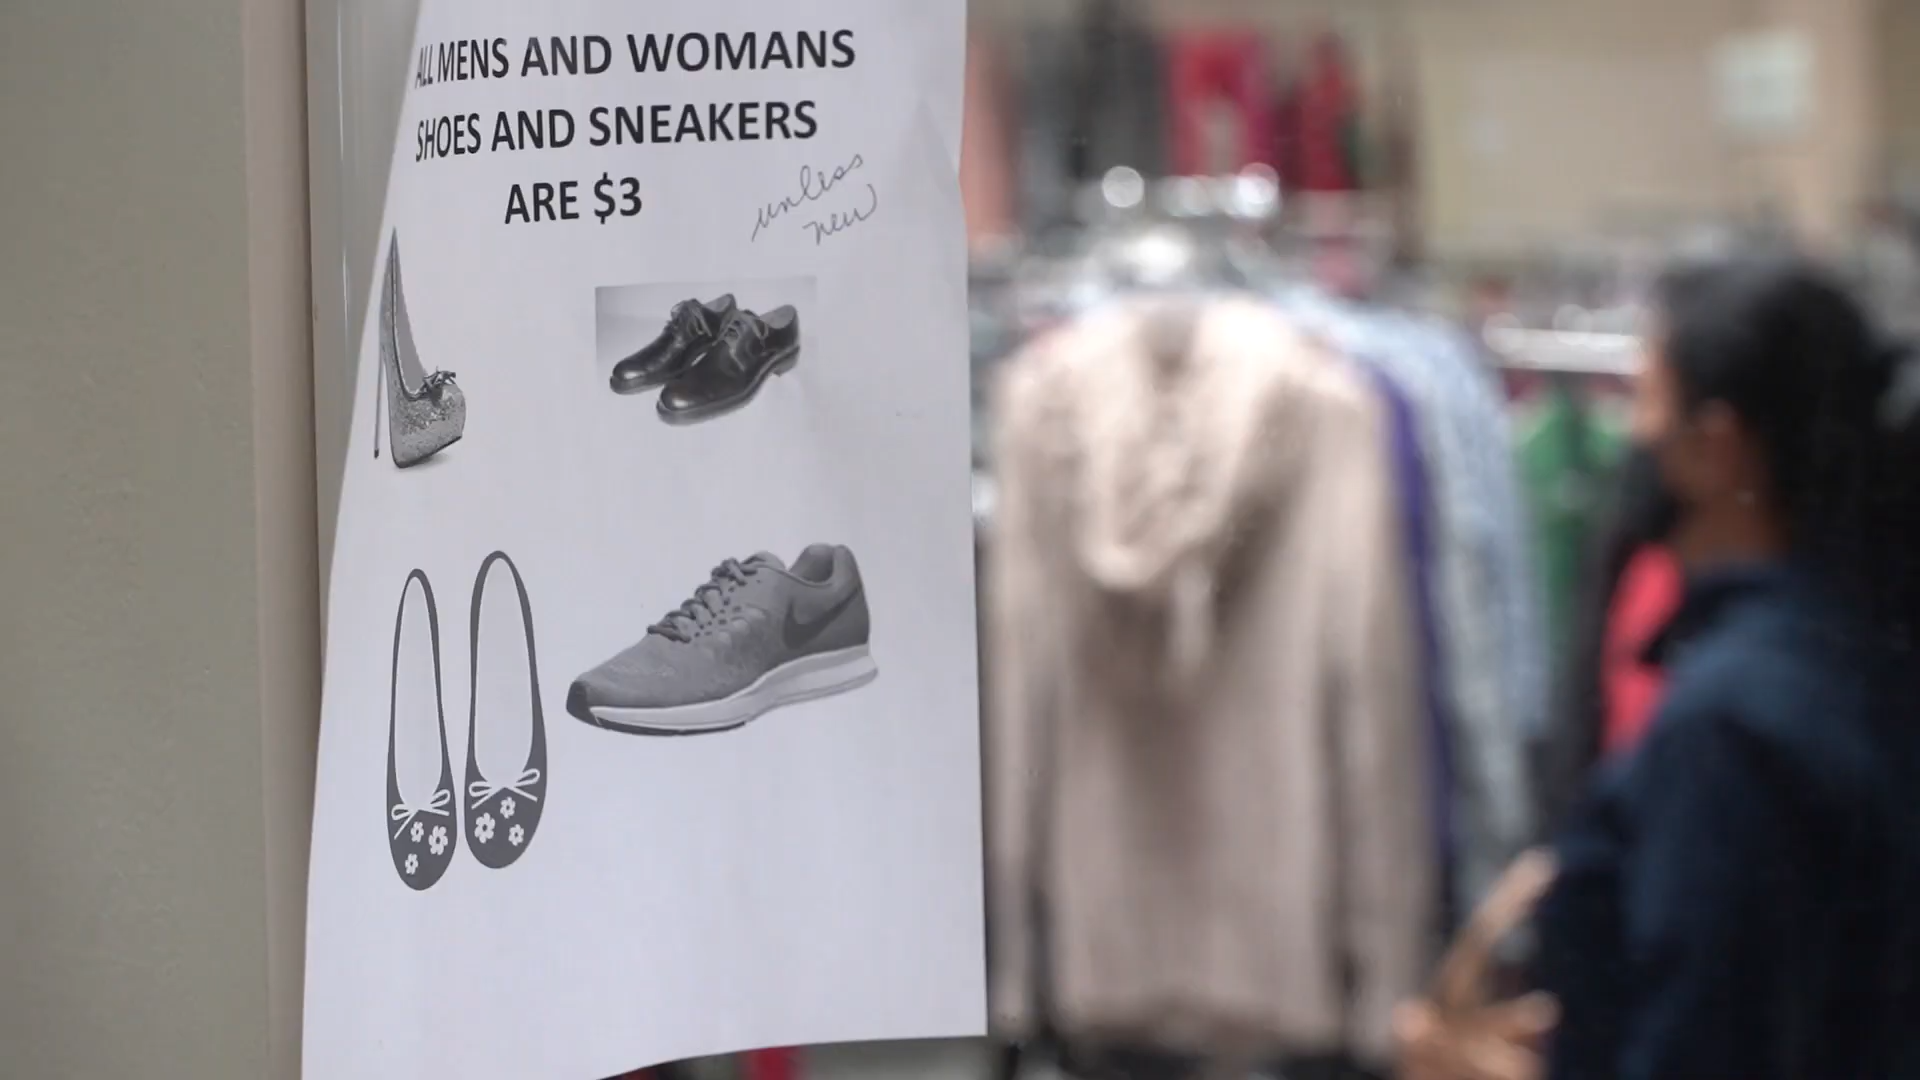 ALL MENS AND WOMANS
SHOES AND SNEAKERS
ARE $3
unless
new